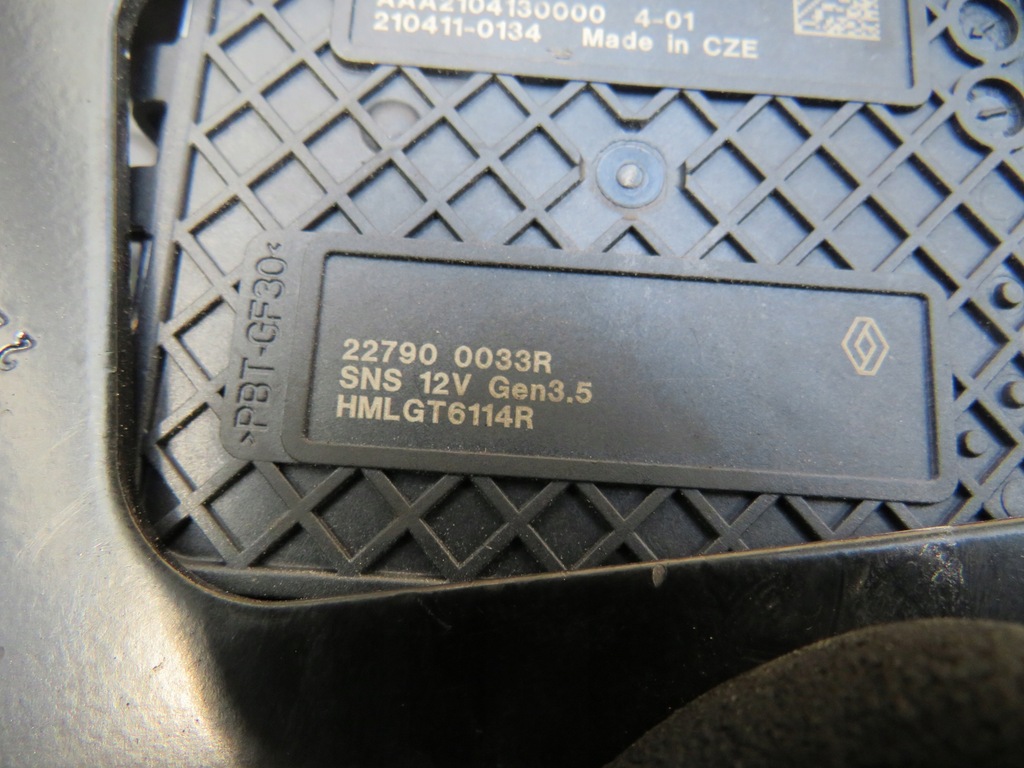 AAA2104130000 4-01
210411-0134 Made in CZE
>PBT-GF30<
22790 0033R
SNS 12V Gen3.5
HMLGT6114R